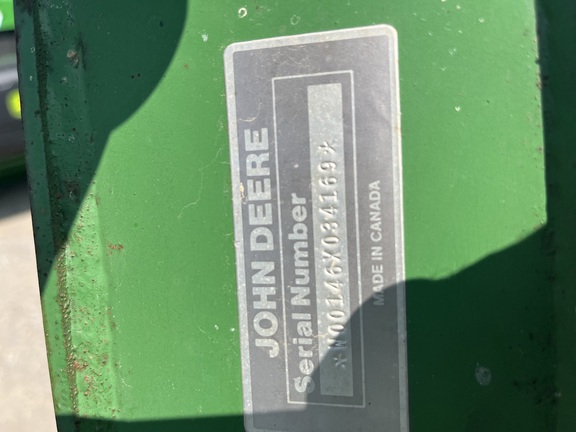 JOHN DEERE
Serial Number
*W00146X034169*
MADE IN CANADA